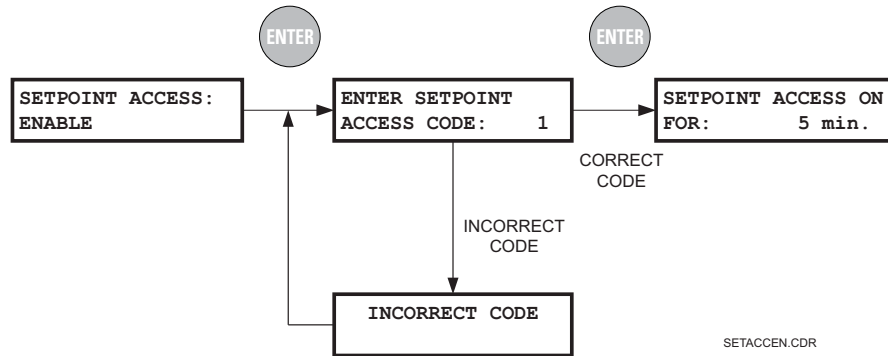 ENTER
ENTER
SETPOINT ACCESS:
ENABLE
ENTER SETPOINT
ACCESS CODE: 1
SETPOINT ACCESS ON
FOR: 5 min.
CORRECT
CODE
INCORRECT
CODE
INCORRECT CODE
SETACCEN.CDR